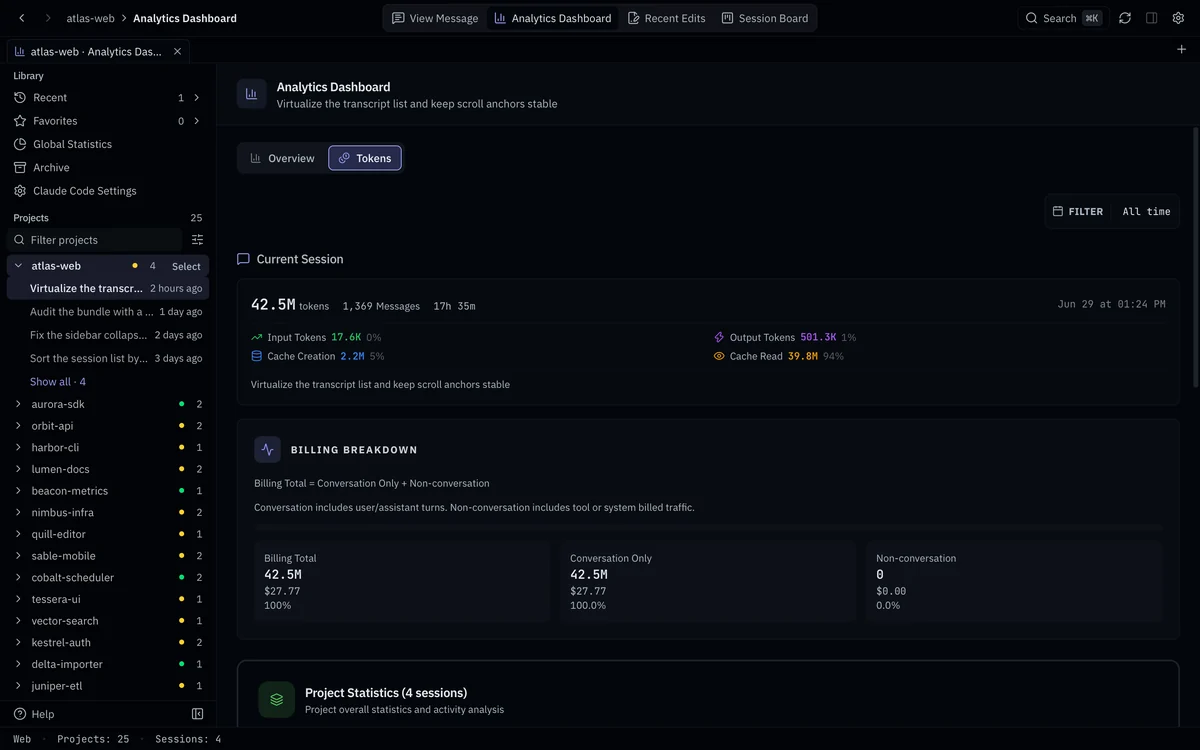 atlas-web > Analytics Dashboard
View Message
Analytics Dashboard
Recent Edits
Session Board
Search ⌘K
atlas-web · Analytics Das...
Library
Recent 1
Favorites 0
Global Statistics
Archive
Claude Code Settings
Projects 25
Filter projects
atlas-web 4 Select
Virtualize the transcr... 2 hours ago
Audit the bundle with a ... 1 day ago
Fix the sidebar collaps... 2 days ago
Sort the session list by... 3 days ago
Show all · 4
aurora-sdk 2
orbit-api 2
harbor-cli 1
lumen-docs 2
beacon-metrics 1
nimbus-infra 2
quill-editor 1
sable-mobile 2
cobalt-scheduler 2
tessera-ui 1
vector-search 1
kestrel-auth 2
delta-importer 1
juniper-etl 1
Help
Analytics Dashboard
Virtualize the transcript list and keep scroll anchors stable
Overview
Tokens
FILTER All time
Current Session
42.5M tokens 1,369 Messages 17h 35m
Jun 29 at 01:24 PM
Input Tokens 17.6K 0%
Output Tokens 501.3K 1%
Cache Creation 2.2M 5%
Cache Read 39.8M 94%
Virtualize the transcript list and keep scroll anchors stable
BILLING BREAKDOWN
Billing Total = Conversation Only + Non-conversation
Conversation includes user/assistant turns. Non-conversation includes tool or system billed traffic.
Billing Total
42.5M
$27.77
100%
Conversation Only
42.5M
$27.77
100.0%
Non-conversation
0
$0.00
0.0%
Project Statistics (4 sessions)
Project overall statistics and activity analysis
Web · Projects: 25 · Sessions: 4